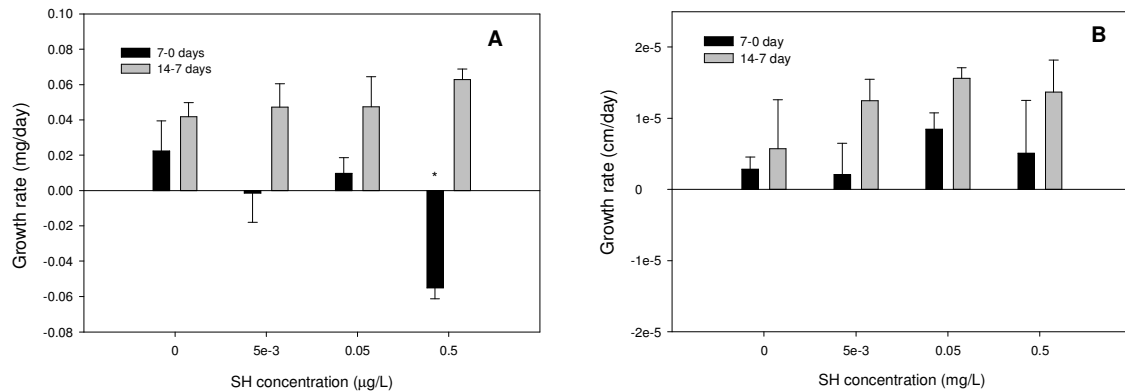 A
7-0 days
14-7 days
Growth rate (mg/day)
0.10
0.08
0.06
0.04
0.02
0.00
-0.02
-0.04
-0.06
-0.08
*
0 5e-3 0.05 0.5
SH concentration (µg/L)
B
7-0 day
14-7 day
Growth rate (cm/day)
2e-5
1e-5
0
-1e-5
-2e-5
0 5e-3 0.05 0.5
SH concentration (mg/L)